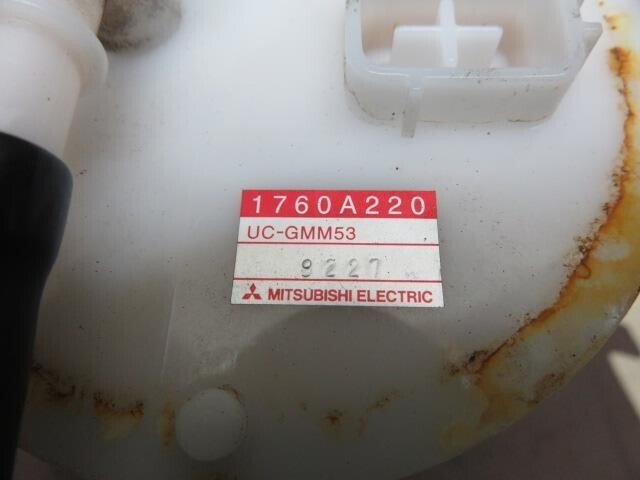 1760A220
UC-GMM53
9227
MITSUBISHI ELECTRIC